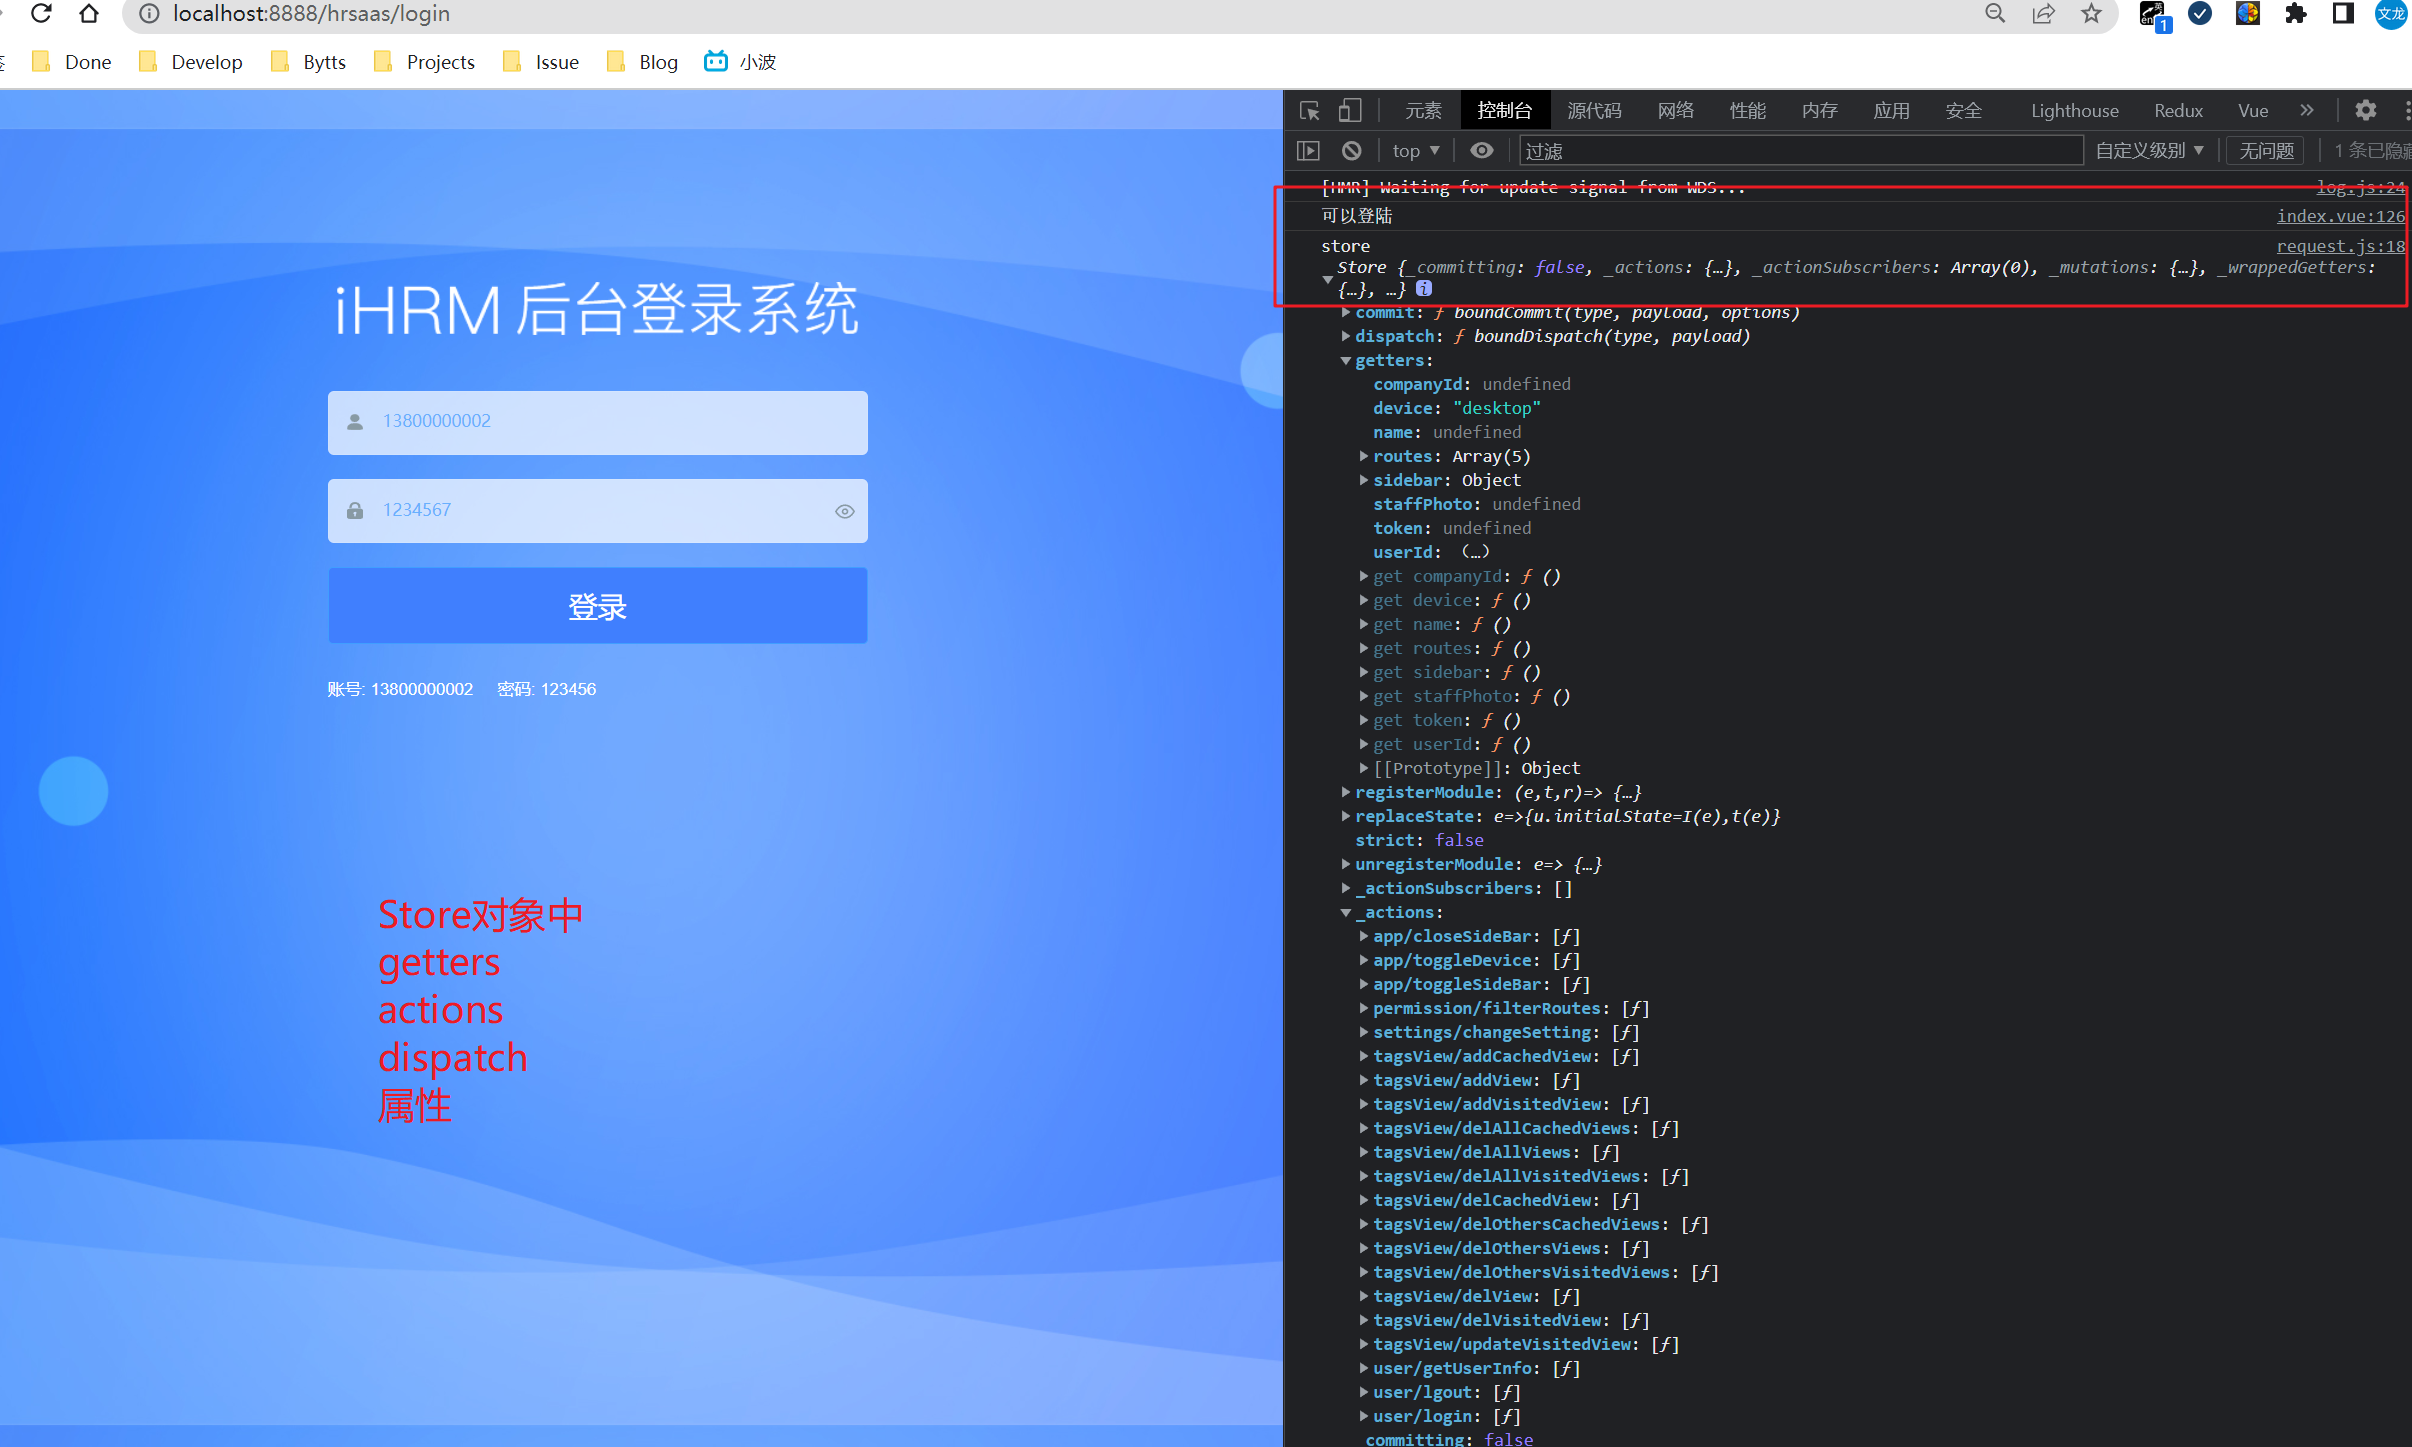 localhost:8888/hrsaas/login
文龙
英
en
1
Done
Develop
Bytts
Projects
Issue
Blog
小波
元素
控制台
源代码
网络
性能
内存
应用
安全
Lighthouse
Redux
Vue
top
过滤
自定义级别
无问题
1 条已隐藏
[HMR] Waiting for update signal from WDS... log.js:24
可以登陆 index.vue:126
store request.js:18
Store {_committing: false, _actions: {…}, _actionSubscribers: Array(0), _mutations: {…}, _wrappedGetters:
{…}, …} i
commit: ƒ boundCommit(type, payload, options)
dispatch: ƒ boundDispatch(type, payload)
getters:
companyId: undefined
device: "desktop"
name: undefined
routes: Array(5)
sidebar: Object
staffPhoto: undefined
token: undefined
userId: (…)
get companyId: ƒ ()
get device: ƒ ()
get name: ƒ ()
get routes: ƒ ()
get sidebar: ƒ ()
get staffPhoto: ƒ ()
get token: ƒ ()
get userId: ƒ ()
[[Prototype]]: Object
registerModule: (e,t,r)=> {…}
replaceState: e=>{u.initialState=I(e),t(e)}
strict: false
unregisterModule: e=> {…}
_actionSubscribers: []
_actions:
app/closeSideBar: [ƒ]
app/toggleDevice: [ƒ]
app/toggleSideBar: [ƒ]
permission/filterRoutes: [ƒ]
settings/changeSetting: [ƒ]
tagsView/addCachedView: [ƒ]
tagsView/addView: [ƒ]
tagsView/addVisitedView: [ƒ]
tagsView/delAllCachedViews: [ƒ]
tagsView/delAllViews: [ƒ]
tagsView/delAllVisitedViews: [ƒ]
tagsView/delCachedView: [ƒ]
tagsView/delOthersCachedViews: [ƒ]
tagsView/delOthersViews: [ƒ]
tagsView/delOthersVisitedViews: [ƒ]
tagsView/delView: [ƒ]
tagsView/delVisitedView: [ƒ]
tagsView/updateVisitedView: [ƒ]
user/getUserInfo: [ƒ]
user/lgout: [ƒ]
user/login: [ƒ]
committing: false
iHRM 后台登录系统
13800000002
1234567
登录
账号: 13800000002 密码: 123456
Store对象中
getters
actions
dispatch
属性